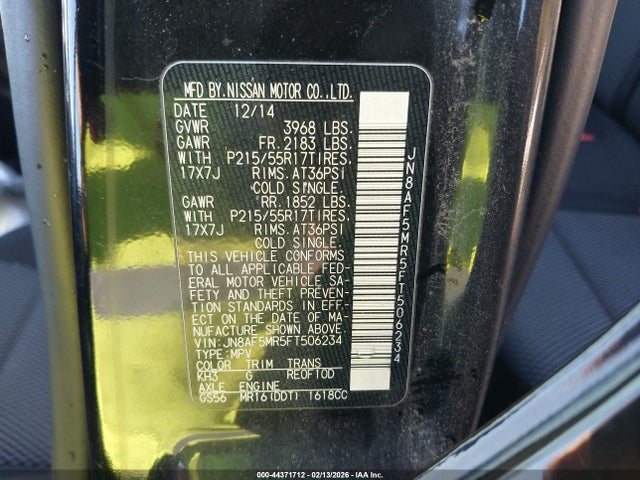 MFD BY.NISSAN MOTOR CO.,LTD.
DATE 12/14
GVWR 3968 LBS.
GAWR FR.2183 LBS.
WITH P215/55R17TIRES.
17X7J RIMS.AT36PSI
COLD SINGLE.
GAWR RR.1852 LBS.
WITH P215/55R17TIRES.
17X7J RIMS.AT36PSI
COLD SINGLE.
THIS VEHICLE CONFORMS
TO ALL APPLICABLE FED-
ERAL MOTOR VEHICLE SA-
FETY AND THEFT PREVEN-
TION STANDARDS IN EFF-
ECT ON THE DATE OF MA-
NUFACTURE SHOWN ABOVE.
VIN:JN8AF5MR5FT506234
TYPE:MPV
COLOR TRIM TRANS
KH3 G RE0FT0D
AXLE ENGINE
GS56 MR16(DDT) 1618CC
JN8AF5MR5FT506234
000-44371712 - 02/13/2026 - IAA Inc.